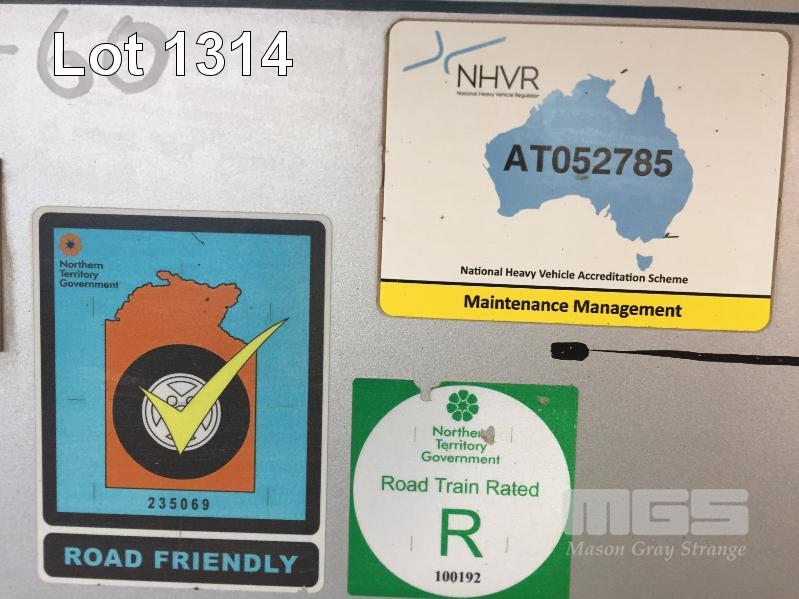 Lot 1314
-60
NHVR
National Heavy Vehicle Regulator
AT052785
National Heavy Vehicle Accreditation Scheme
Maintenance Management
Northern
Territory
Government
235069
ROAD FRIENDLY
Northern
Territory
Government
Road Train Rated
R
100192
MGS
Mason Gray Strange